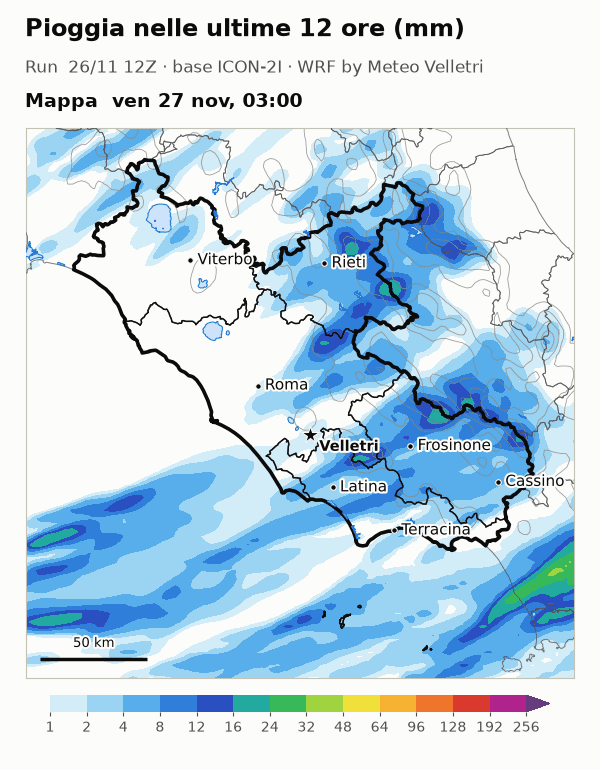 Pioggia nelle ultime 12 ore (mm)
Run  26/11 12Z · base ICON-2I · WRF by Meteo Velletri
Mappa  ven 27 nov, 03:00
Viterbo
Rieti
Roma
Velletri
Frosinone
Latina
Cassino
Terracina
50 km
1 2 4 8 12 16 24 32 48 64 96 128 192 256